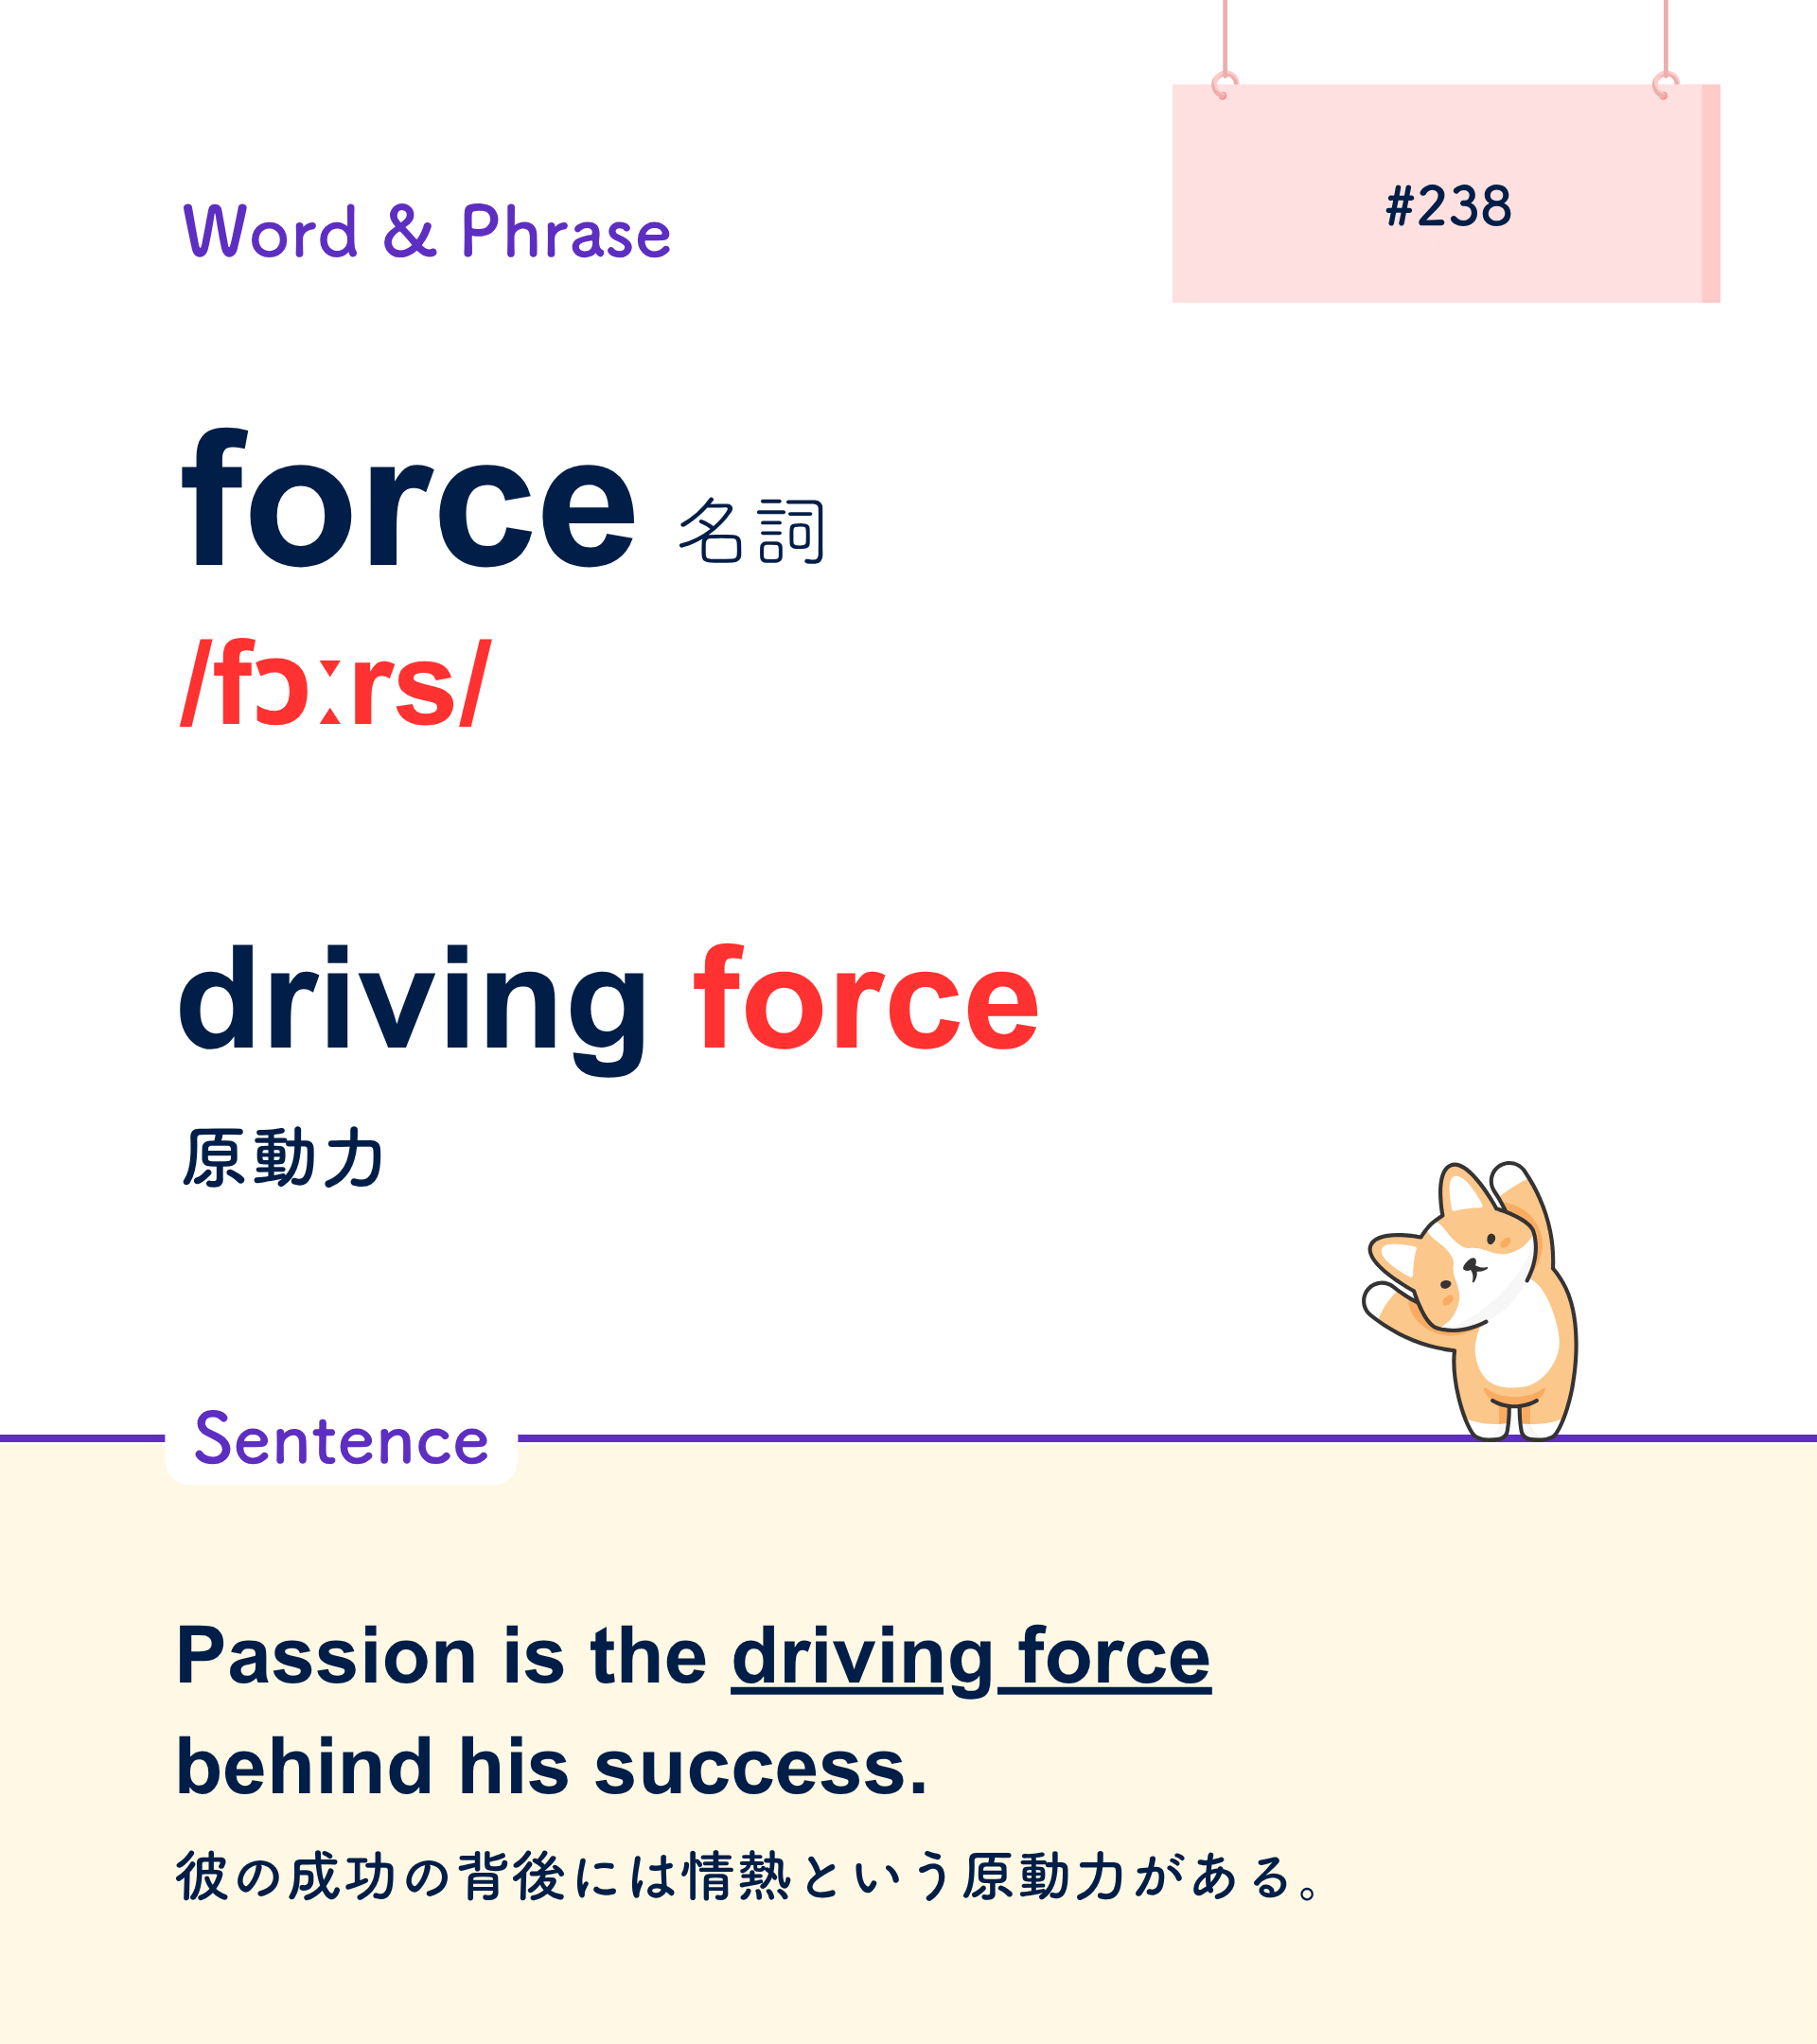 #238
Word & Phrase
force 名詞
/fɔːrs/
driving force
原動力
Sentence
Passion is the driving force
behind his success.
彼の成功の背後には情熱という原動力がある。